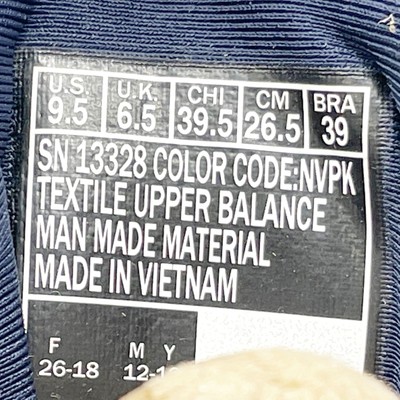 U.S. U.K. CHI CM BRA
9.5 6.5 39.5 26.5 39
SN 13328 COLOR CODE:NVPK
TEXTILE UPPER BALANCE
MAN MADE MATERIAL
MADE IN VIETNAM
F M Y
26-18